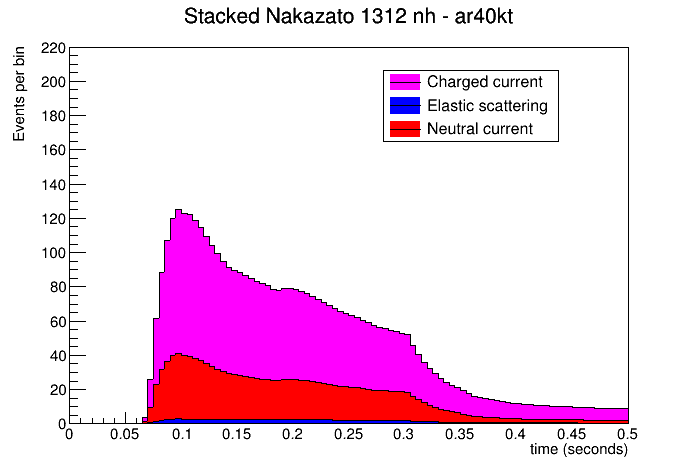 Stacked Nakazato 1312 nh - ar40kt
Events per bin
220
200
180
160
140
120
100
80
60
40
20
0
Charged current
Elastic scattering
Neutral current
0 0.05 0.1 0.15 0.2 0.25 0.3 0.35 0.4 0.45 0.5
time (seconds)